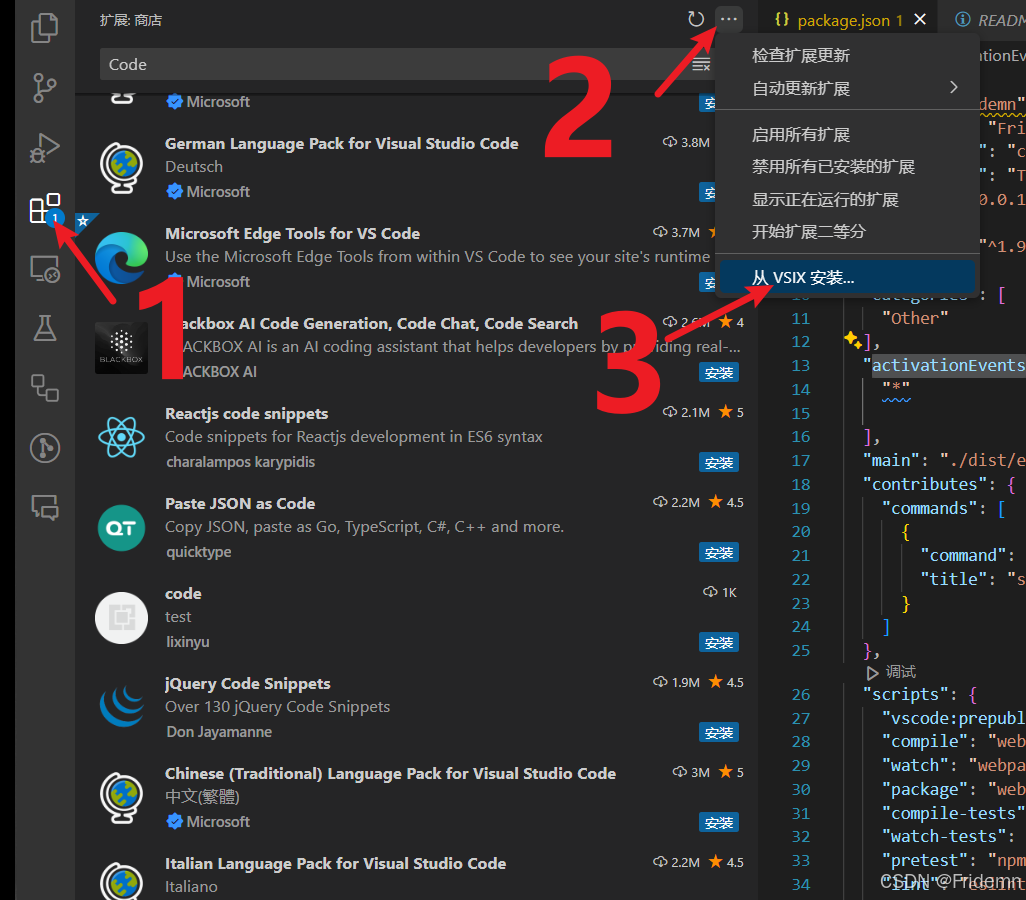 扩展: 商店
Code
Microsoft
安
German Language Pack for Visual Studio Code
3.8M
Deutsch
Microsoft
安
Microsoft Edge Tools for VS Code
3.7M
Use the Microsoft Edge Tools from within VS Code to see your site's runtime
Microsoft
安
ackbox AI Code Generation, Code Chat, Code Search
4
ACKBOX AI is an AI coding assistant that helps developers by providing real-...
BLACKBOX
ACKBOX AI
安装
Reactjs code snippets
2.1M
5
Code snippets for Reactjs development in ES6 syntax
charalampos karypidis
安装
Paste JSON as Code
2.2M
4.5
QT
Copy JSON, paste as Go, TypeScript, C#, C++ and more.
quicktype
安装
code
1K
test
lixinyu
安装
jQuery Code Snippets
1.9M
4.5
Over 130 jQuery Code Snippets
Don Jayamanne
安装
Chinese (Traditional) Language Pack for Visual Studio Code
3M
5
中文(繁體)
Microsoft
安装
Italian Language Pack for Visual Studio Code
2.2M
4.5
Italiano
1
1
2
3
检查扩展更新
自动更新扩展
启用所有扩展
禁用所有已安装的扩展
显示正在运行的扩展
开始扩展二等分
从 VSIX 安装...
{} package.json 1
README
tionEv
demn"
"Fri
": "c
": "T
0.0.1
"^1.9
: [
11 "Other"
12 ],
13 "activationEvents
14 "*"
15
16 ],
17 "main": "./dist/e
18 "contributes": {
19 "commands": [
20 {
21 "command":
22 "title": "s
23 }
24 ]
25 },
调试
26 "scripts": {
27 "vscode:prepubl
28 "compile": "web
29 "watch": "webpa
30 "package": "web
31 "compile-tests"
32 "watch-tests":
33 "pretest": "npm
34 "lint": "eslint
CSDN @Fridemn